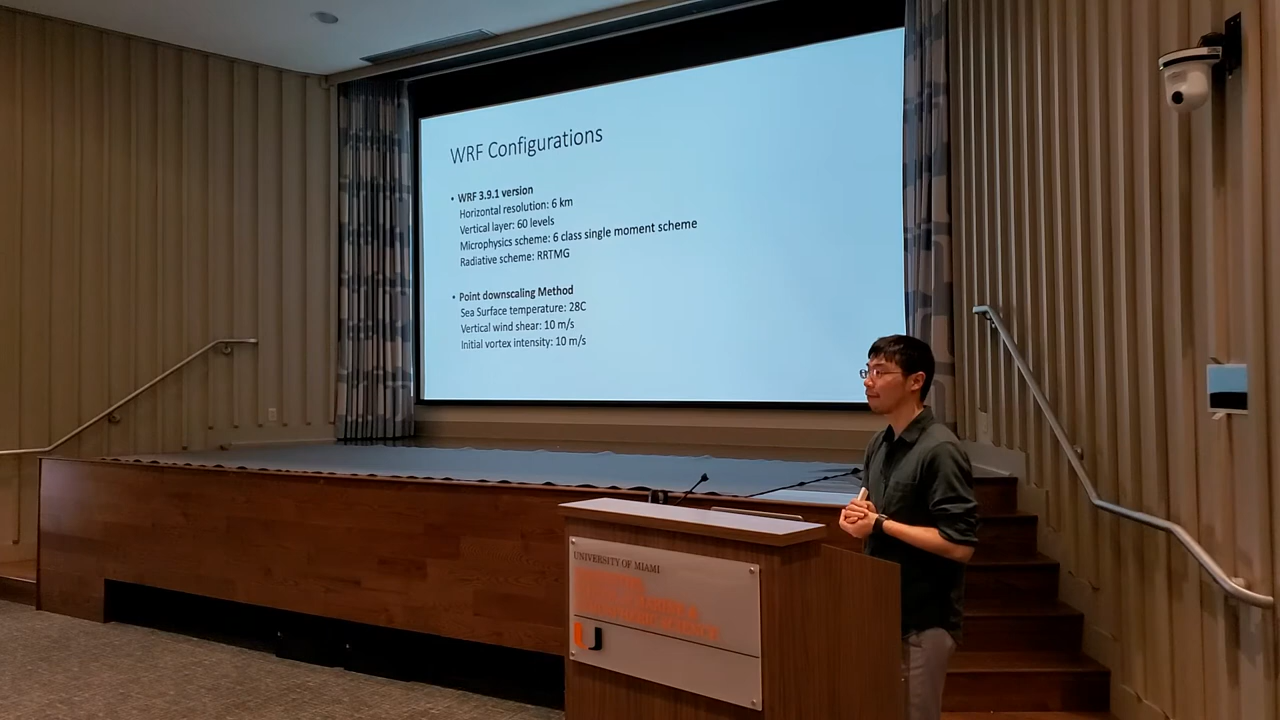 WRF Configurations
• WRF 3.9.1 version
Horizontal resolution: 6 km
Vertical layer: 60 levels
Microphysics scheme: 6 class single moment scheme
Radiative scheme: RRTMG
• Point downscaling Method
Sea Surface temperature: 28C
Vertical wind shear: 10 m/s
Initial vortex intensity: 10 m/s
UNIVERSITY OF MIAMI
U